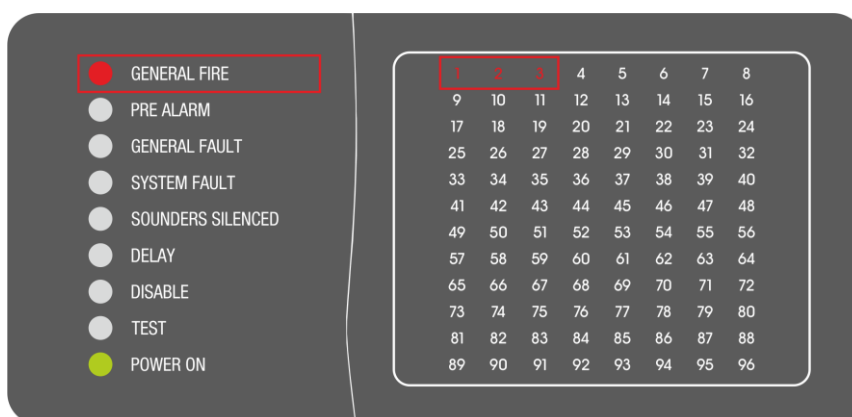 GENERAL FIRE
PRE ALARM
GENERAL FAULT
SYSTEM FAULT
SOUNDERS SILENCED
DELAY
DISABLE
TEST
POWER ON
1 2 3 4 5 6 7 8
9 10 11 12 13 14 15 16
17 18 19 20 21 22 23 24
25 26 27 28 29 30 31 32
33 34 35 36 37 38 39 40
41 42 43 44 45 46 47 48
49 50 51 52 53 54 55 56
57 58 59 60 61 62 63 64
65 66 67 68 69 70 71 72
73 74 75 76 77 78 79 80
81 82 83 84 85 86 87 88
89 90 91 92 93 94 95 96